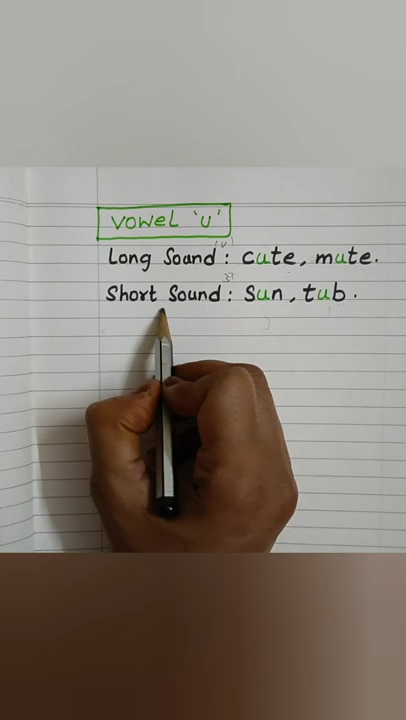 Vowel 'u'
Long Sound : cute, mute.
Short Sound : Sun, tub.